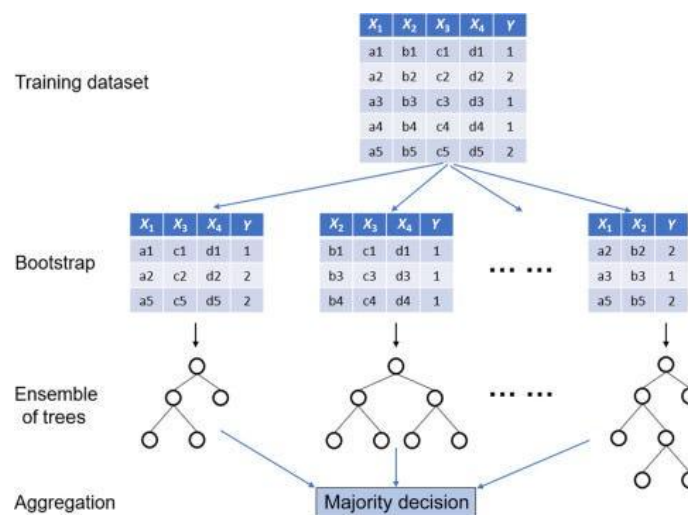 X1 X2 X3 X4 Y
a1 b1 c1 d1 1
Training dataset
a2 b2 c2 d2 2
a3 b3 c3 d3 1
a4 b4 c4 d4 1
a5 b5 c5 d5 2
X1 X3 X4 Y
a1 c1 d1 1
a2 c2 d2 2
a5 c5 d5 2
X2 X3 X4 Y
b1 c1 d1 1
b3 c3 d3 1
b4 c4 d4 1
X1 X2 Y
a2 b2 2
a3 b3 1
a5 b5 2
Bootstrap
... ...
Ensemble
of trees
... ...
Aggregation
Majority decision